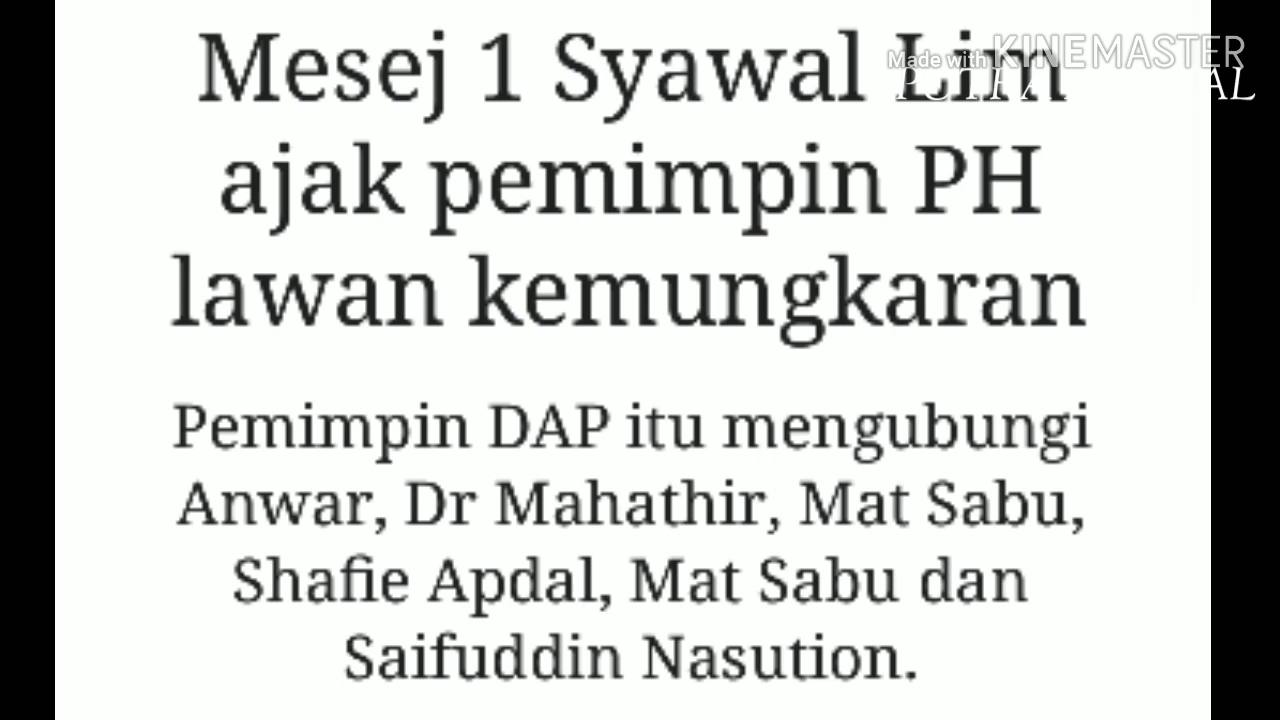 Made with KINEMASTER
Mesej 1 Syawal Lim
ajak pemimpin PH
lawan kemungkaran
Pemimpin DAP itu mengubungi
Anwar, Dr Mahathir, Mat Sabu,
Shafie Apdal, Mat Sabu dan
Saifuddin Nasution.